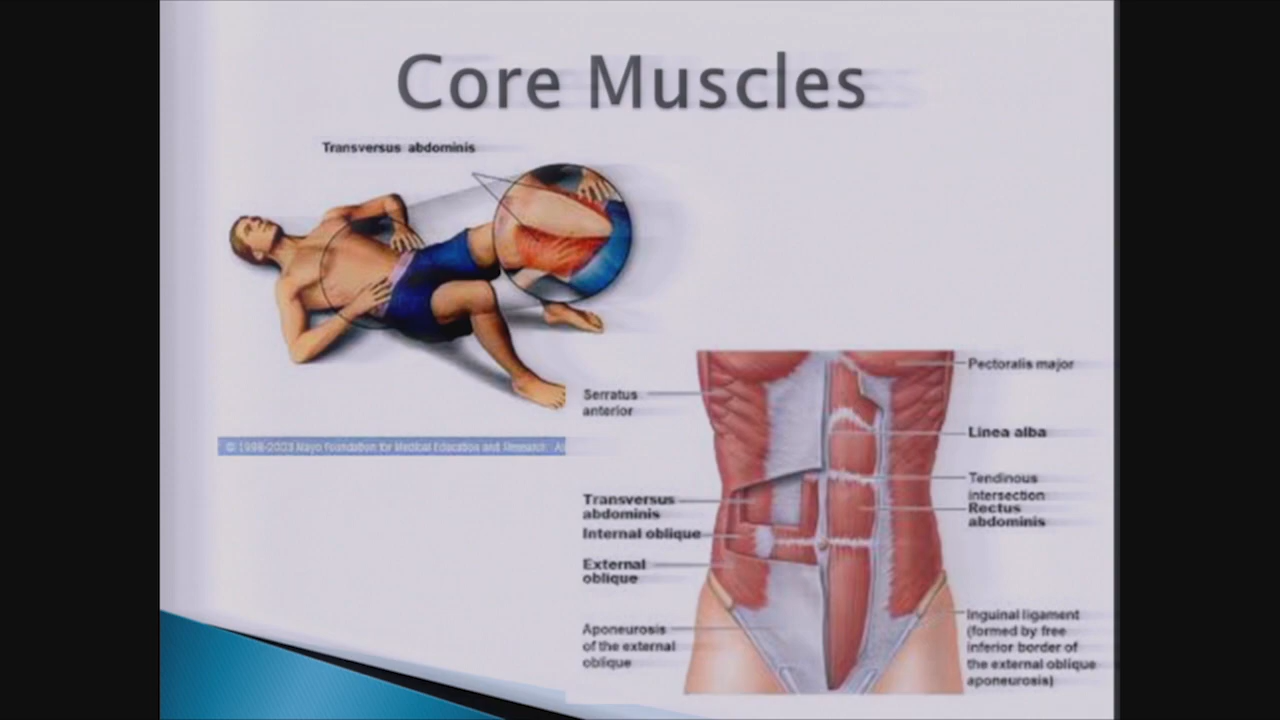 Core Muscles
Transversus abdominis
© 1998-2003 Mayo Foundation for Medical Education and Research.
Serratus
anterior
Transversus
abdominis
Internal oblique
External
oblique
Aponeurosis
of the external
oblique
Pectoralis major
Linea alba
Tendinous
intersection
Rectus
abdominis
Inguinal ligament
(formed by free
inferior border of
the external oblique
aponeurosis)